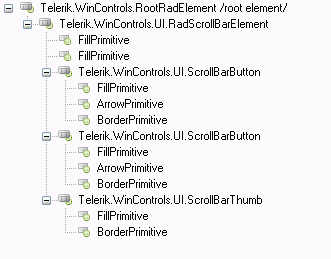 Telerik.WinControls.RootRadElement /root element/
Telerik.WinControls.UI.RadScrollBarElement
FillPrimitive
FillPrimitive
Telerik.WinControls.UI.ScrollBarButton
FillPrimitive
ArrowPrimitive
BorderPrimitive
Telerik.WinControls.UI.ScrollBarButton
FillPrimitive
ArrowPrimitive
BorderPrimitive
Telerik.WinControls.UI.ScrollBarThumb
FillPrimitive
BorderPrimitive